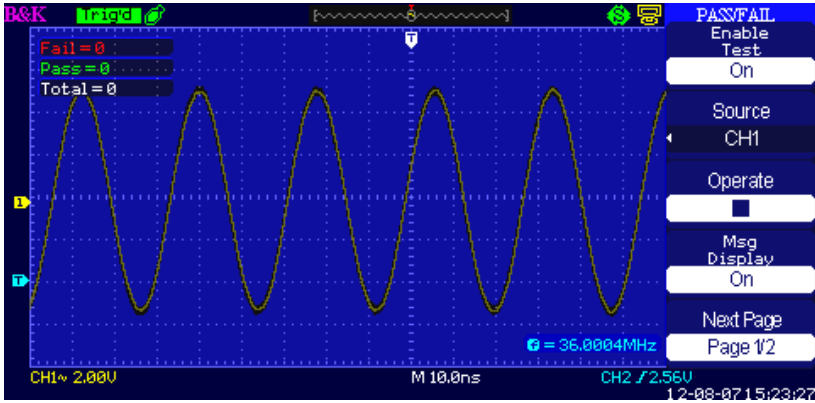 B&K Trig'd S PASS/FAIL
Enable
Test
On
Fail=0
Pass=0
Total=0
T
Source
CH1
Operate
1
Msg
Display
On
T
Next Page
Page 1/2
f = 36.0004MHz
CH1~ 2.00V M 10.0ns CH2 / 2.56V
12-08-07 15:23:27